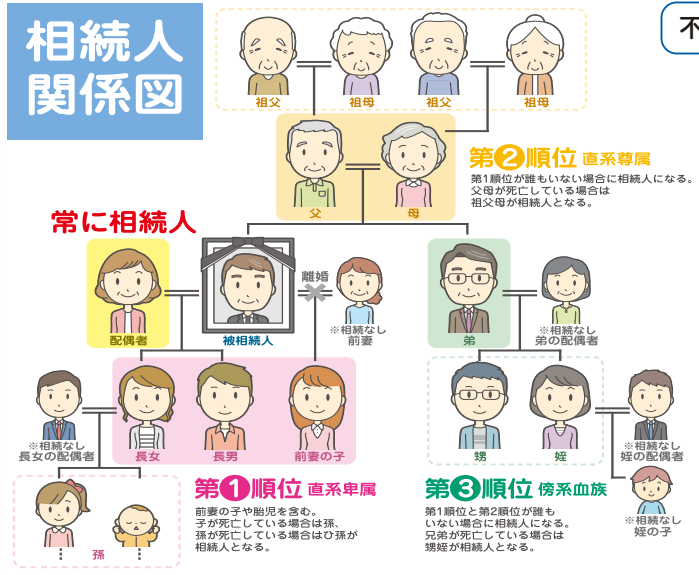 相続人
関係図
不
祖父
祖母
祖父
祖母
父
母
第2順位 直系尊属
第1順位が誰もいない場合に相続人になる。
父母が死亡している場合は
祖父母が相続人となる。
常に相続人
配偶者
被相続人
離婚
※相続なし
前妻
弟
※相続なし
弟の配偶者
※相続なし
長女の配偶者
長女
長男
前妻の子
甥
姪
※相続なし
姪の配偶者
※相続なし
姪の子
孫
第1順位 直系卑属
前妻の子や胎児を含む。
子が死亡している場合は孫、
孫が死亡している場合はひ孫が
相続人となる。
第3順位 傍系血族
第1順位と第2順位が誰も
いない場合に相続人になる。
兄弟が死亡している場合は
甥姪が相続人となる。